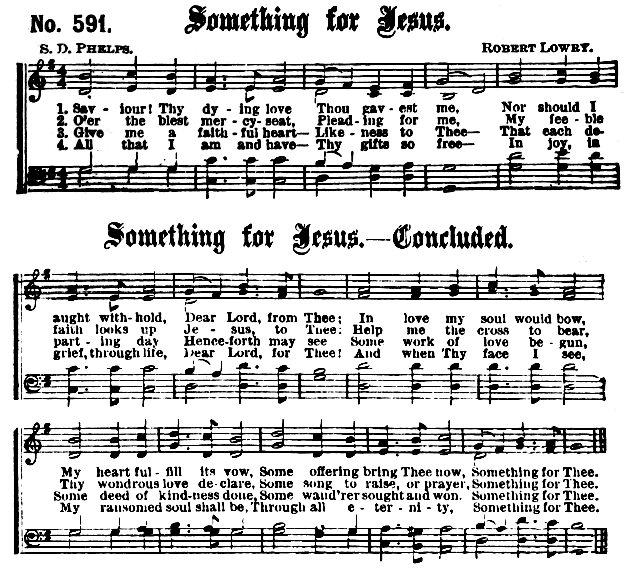 No. 591. Something for Jesus.
S. D. PHELPS. ROBERT LOWRY.
1. Sav - iour! Thy dy - ing love Thou gav - est me, Nor should I
2. O'er the blest mer - cy-seat, Plead - ing for me, My fee - ble
3. Give me a faith - ful heart— Like - ness to Thee— That each de-
4. All that I am and have— Thy gifts so free— In joy, in
Something for Jesus.—Concluded.
aught with-hold, Dear Lord, from Thee; In love my soul would bow,
faith looks up Je - sus, to Thee: Help me the cross to bear,
part - ing day Hence-forth may see Some work of love be - gun,
grief, through life, Dear Lord, for Thee! And when Thy face I see,
My heart ful - fill its vow, Some offering bring Thee now, Something for Thee.
Thy wondrous love de - clare, Some song to raise, or prayer, Something for Thee.
Some deed of kind-ness done, Some wand'rer sought and won. Something for Thee.
My ransomed soul shall be, Through all e - ter - ni - ty, Something for Thee.